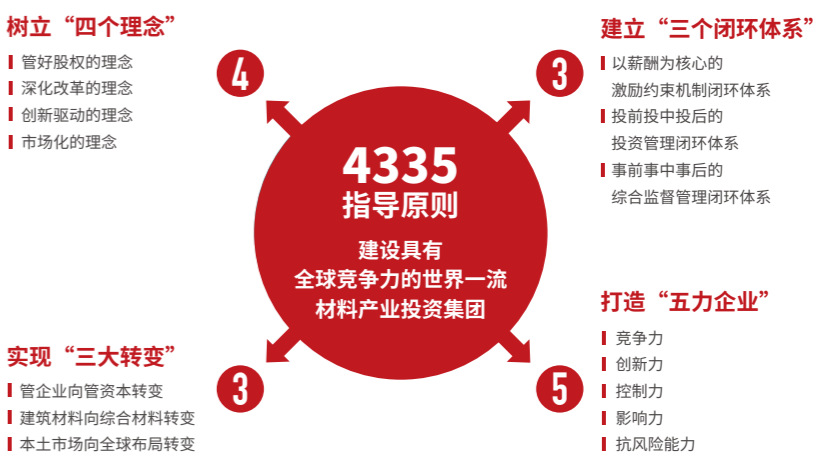 树立“四个理念”
管好股权的理念
深化改革的理念
创新驱动的理念
市场化的理念
4
建立“三个闭环体系”
以薪酬为核心的
激励约束机制闭环体系
投前投中投后的
投资管理闭环体系
事前事中事后的
综合监督管理闭环体系
3
4335
指导原则
建设具有
全球竞争力的世界一流
材料产业投资集团
实现“三大转变”
管企业向管资本转变
建筑材料向综合材料转变
本土市场向全球布局转变
3
打造“五力企业”
竞争力
创新力
控制力
影响力
抗风险能力
5